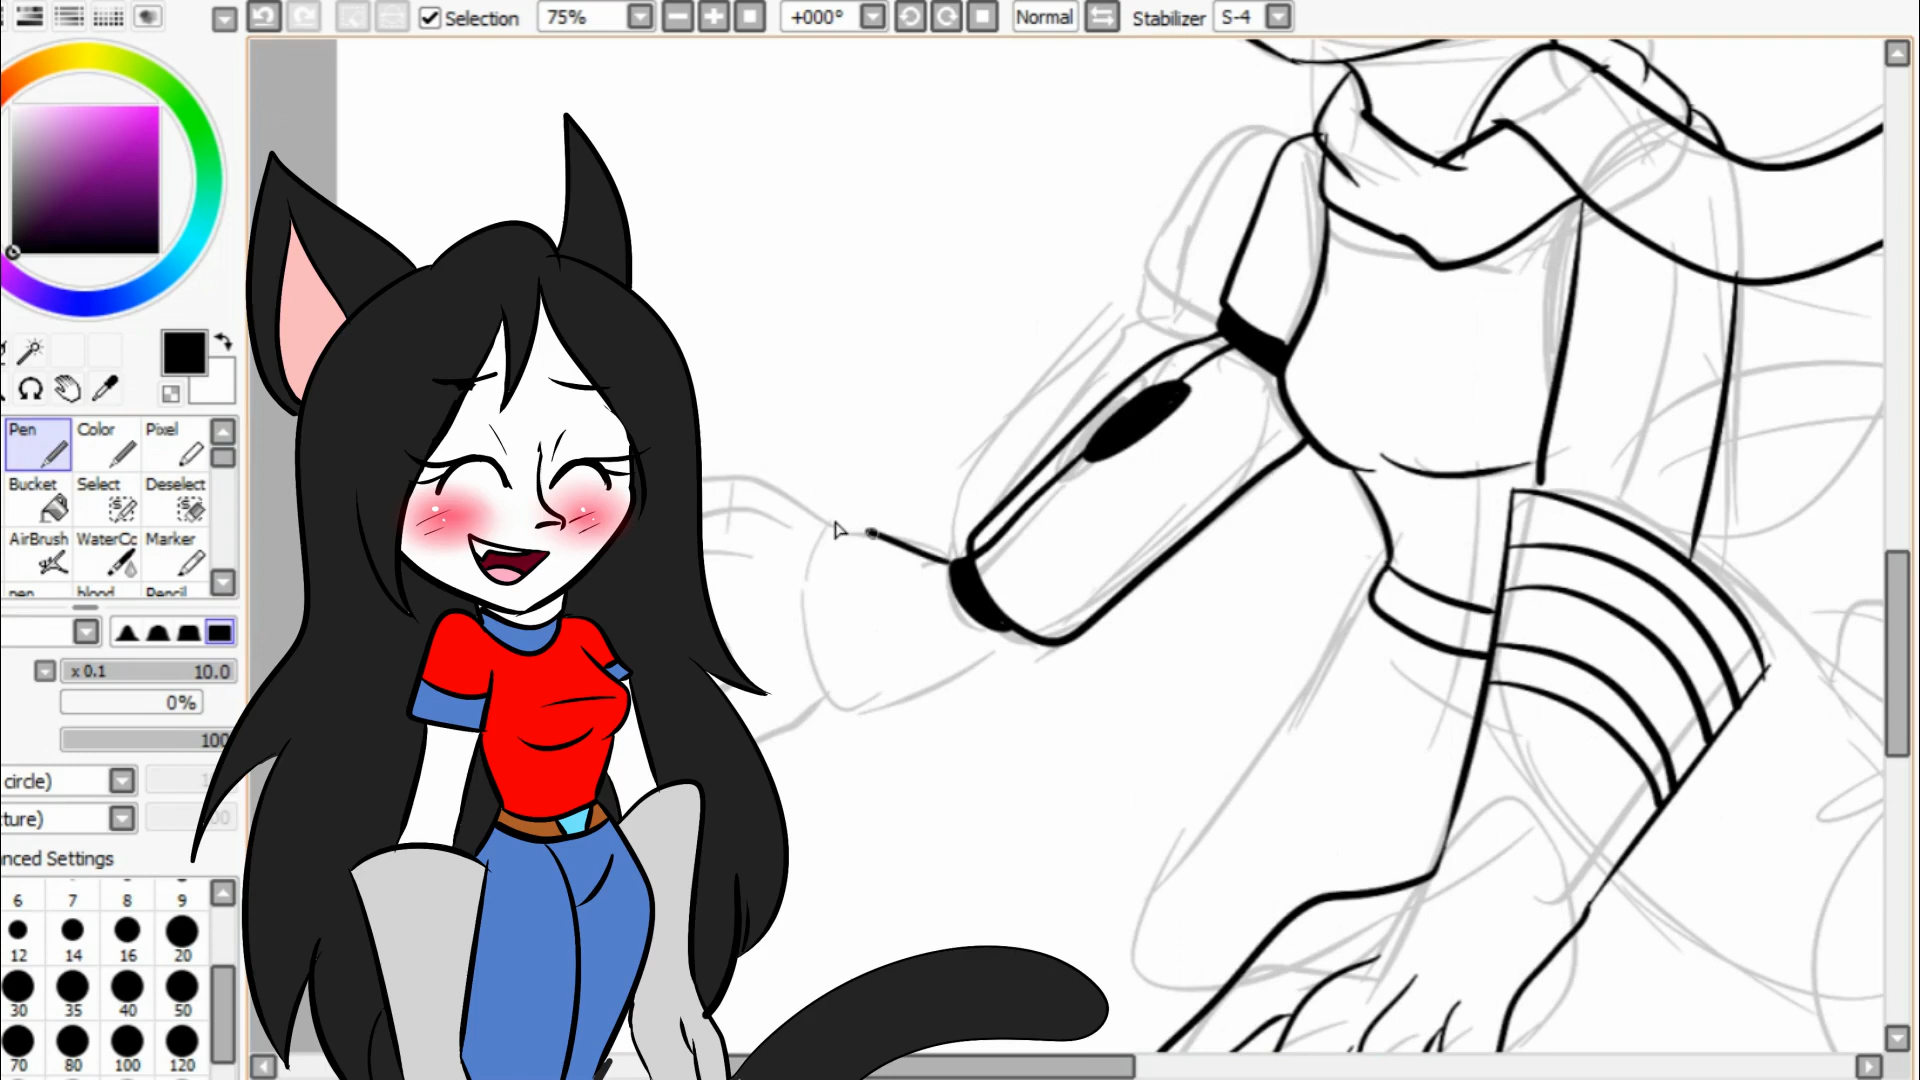 Selection 75% +000° Normal Stabilizer S-4
Pen Color Pixel
Bucket Select Deselect
AirBrush WaterCc Marker
x 0.1 10.0
0%
100
circle)
ture)
nced Settings
6 7 8 9
12 14 16 20
30 35 40 50
70 80 100 120